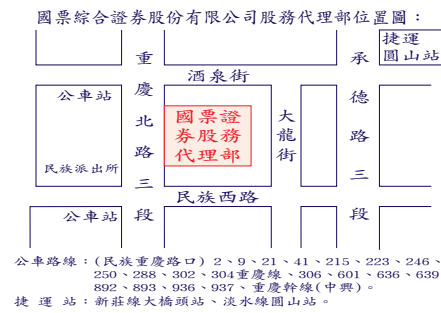 國票綜合證券股份有限公司股務代理部位置圖：
捷運
圓山站
重慶北路三段
承德路三段
酒泉街
公車站
國票證
券股務
代理部
大龍街
民族派出所
民族西路
公車站
公車路線：(民族重慶路口) 2、9、21、41、215、223、246、
250、288、302、304重慶線、306、601、636、639
892、893、936、937、重慶幹線(中興)。
捷運站：新莊線大橋頭站、淡水線圓山站。